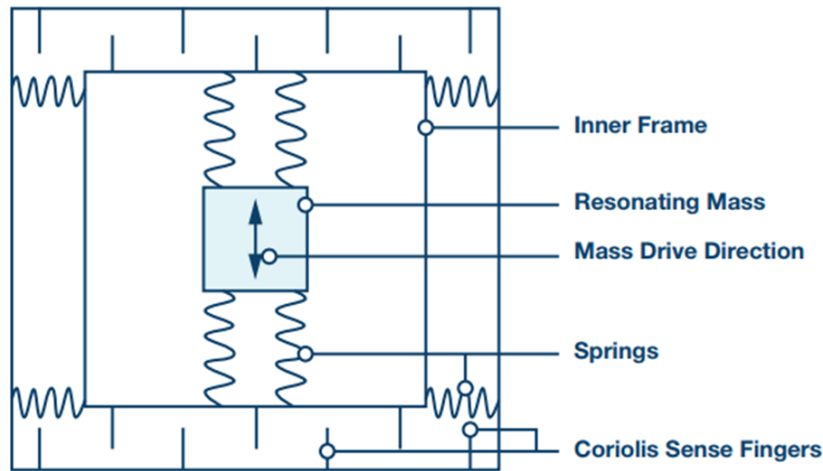 Inner Frame
Resonating Mass
Mass Drive Direction
Springs
Coriolis Sense Fingers